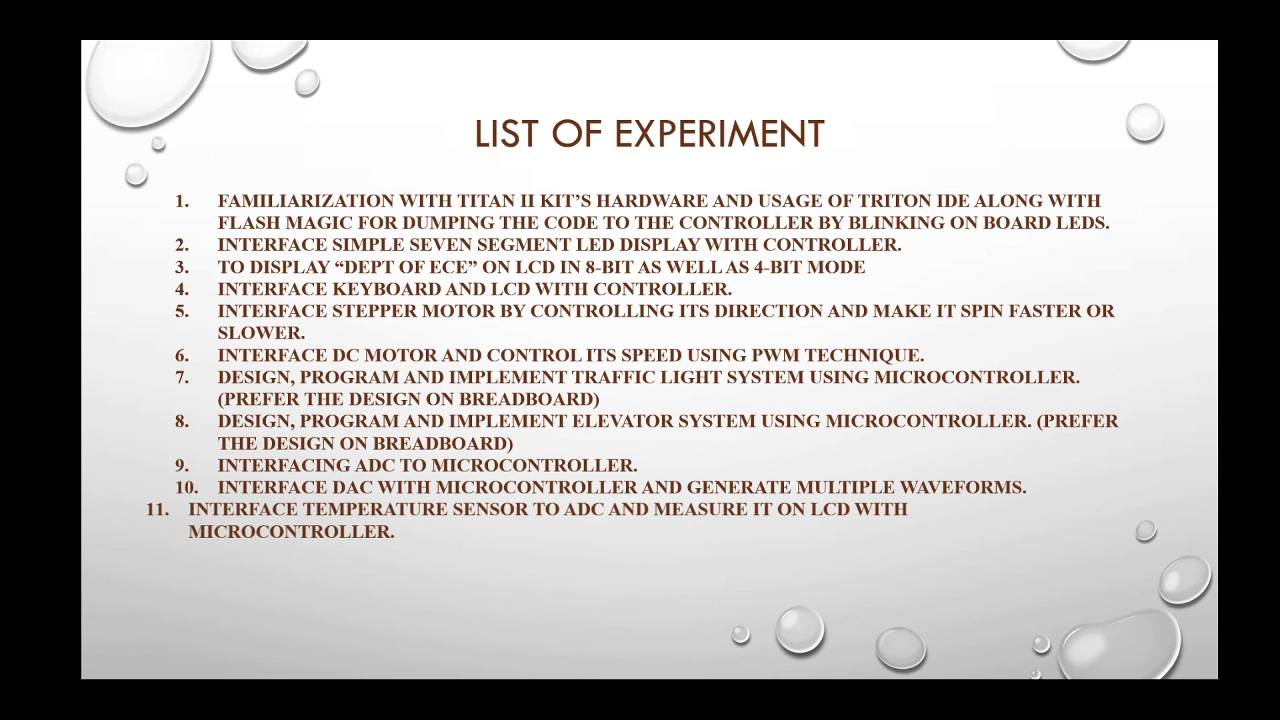 LIST OF EXPERIMENT
1. FAMILIARIZATION WITH TITAN II KIT’S HARDWARE AND USAGE OF TRITON IDE ALONG WITH
FLASH MAGIC FOR DUMPING THE CODE TO THE CONTROLLER BY BLINKING ON BOARD LEDS.
2. INTERFACE SIMPLE SEVEN SEGMENT LED DISPLAY WITH CONTROLLER.
3. TO DISPLAY “DEPT OF ECE” ON LCD IN 8-BIT AS WELL AS 4-BIT MODE
4. INTERFACE KEYBOARD AND LCD WITH CONTROLLER.
5. INTERFACE STEPPER MOTOR BY CONTROLLING ITS DIRECTION AND MAKE IT SPIN FASTER OR
SLOWER.
6. INTERFACE DC MOTOR AND CONTROL ITS SPEED USING PWM TECHNIQUE.
7. DESIGN, PROGRAM AND IMPLEMENT TRAFFIC LIGHT SYSTEM USING MICROCONTROLLER.
(PREFER THE DESIGN ON BREADBOARD)
8. DESIGN, PROGRAM AND IMPLEMENT ELEVATOR SYSTEM USING MICROCONTROLLER. (PREFER
THE DESIGN ON BREADBOARD)
9. INTERFACING ADC TO MICROCONTROLLER.
10. INTERFACE DAC WITH MICROCONTROLLER AND GENERATE MULTIPLE WAVEFORMS.
11. INTERFACE TEMPERATURE SENSOR TO ADC AND MEASURE IT ON LCD WITH
MICROCONTROLLER.